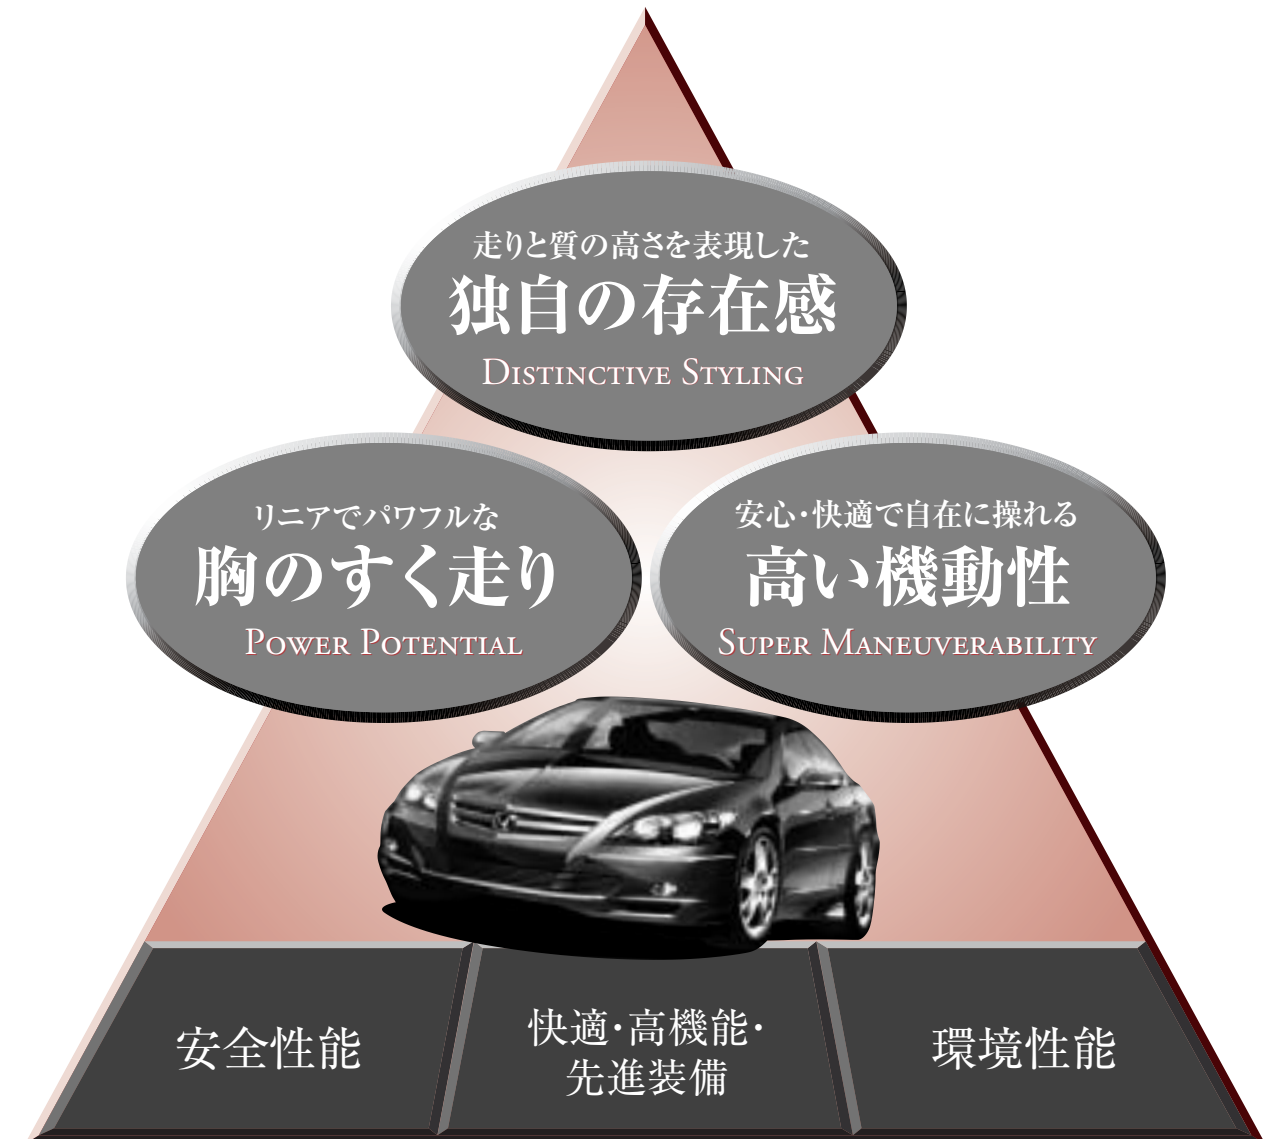 走りと質の高さを表現した
独自の存在感
Distinctive Styling
リニアでパワフルな
胸のすく走り
Power Potential
安心・快適で自在に操れる
高い機動性
Super Maneuverability
安全性能
快適・高機能・
先進装備
環境性能